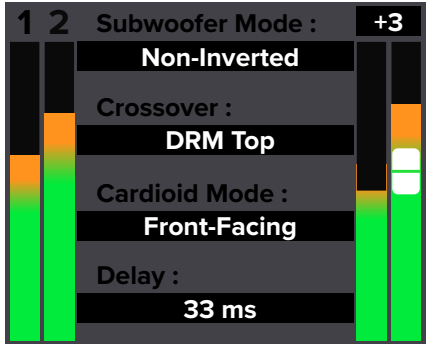 1 2 Subwoofer Mode : +3
Non-Inverted
Crossover :
DRM Top
Cardioid Mode :
Front-Facing
Delay :
33 ms